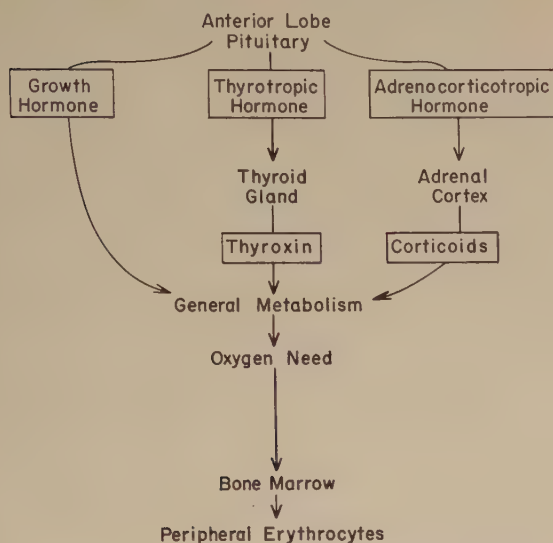 Anterior Lobe
Pituitary
Growth
Hormone
Thyrotropic
Hormone
Adrenocorticotropic
Hormone
Thyroid
Gland
Adrenal
Cortex
Thyroxin
Corticoids
General Metabolism
Oxygen Need
Bone Marrow
Peripheral Erythrocytes